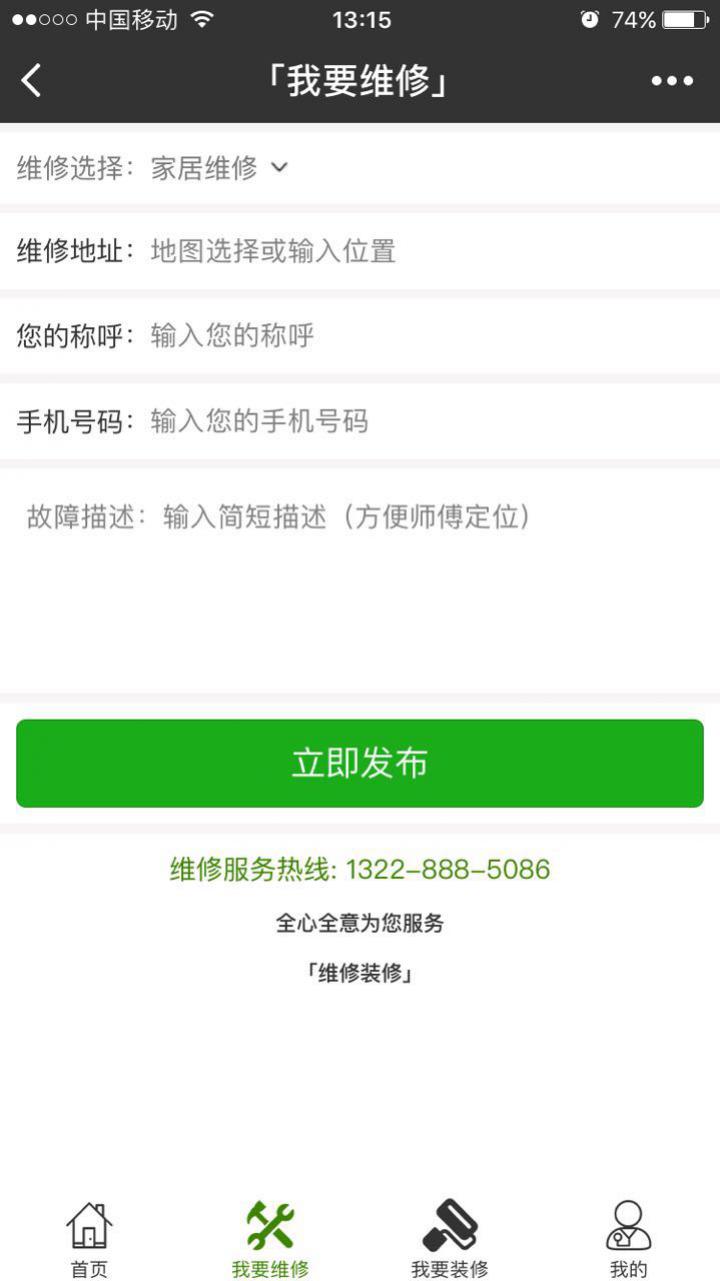 中国移动 13:15 74%
「我要维修」
维修选择： 家居维修
维修地址： 地图选择或输入位置
您的称呼： 输入您的称呼
手机号码： 输入您的手机号码
故障描述： 输入简短描述（方便师傅定位）
立即发布
维修服务热线: 1322-888-5086
全心全意为您服务
「维修装修」
首页 我要维修 我要装修 我的